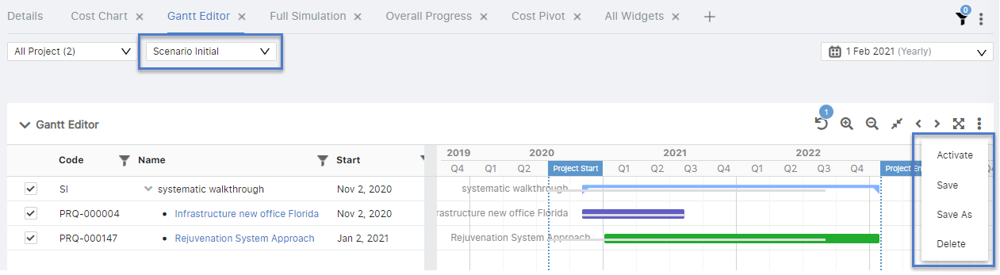 Details Cost Chart Gantt Editor Full Simulation Overall Progress Cost Pivot All Widgets
0
All Project (2) Scenario Initial 1 Feb 2021 (Yearly)
Gantt Editor 1
Code Name Start 2019 2020 2021 2022
Q4 Q1 Q2 Project Start Q1 Q2 Q3 Q4 Q1 Q2 Q3 Q4 Project En
SI systematic walkthrough Nov 2, 2020 systematic walkthrough
PRQ-000004 Infrastructure new office Florida Nov 2, 2020 rastructure new office Florida
PRQ-000147 Rejuvenation System Approach Jan 2, 2021 Rejuvenation System Approach
Activate
Save
Save As
Delete